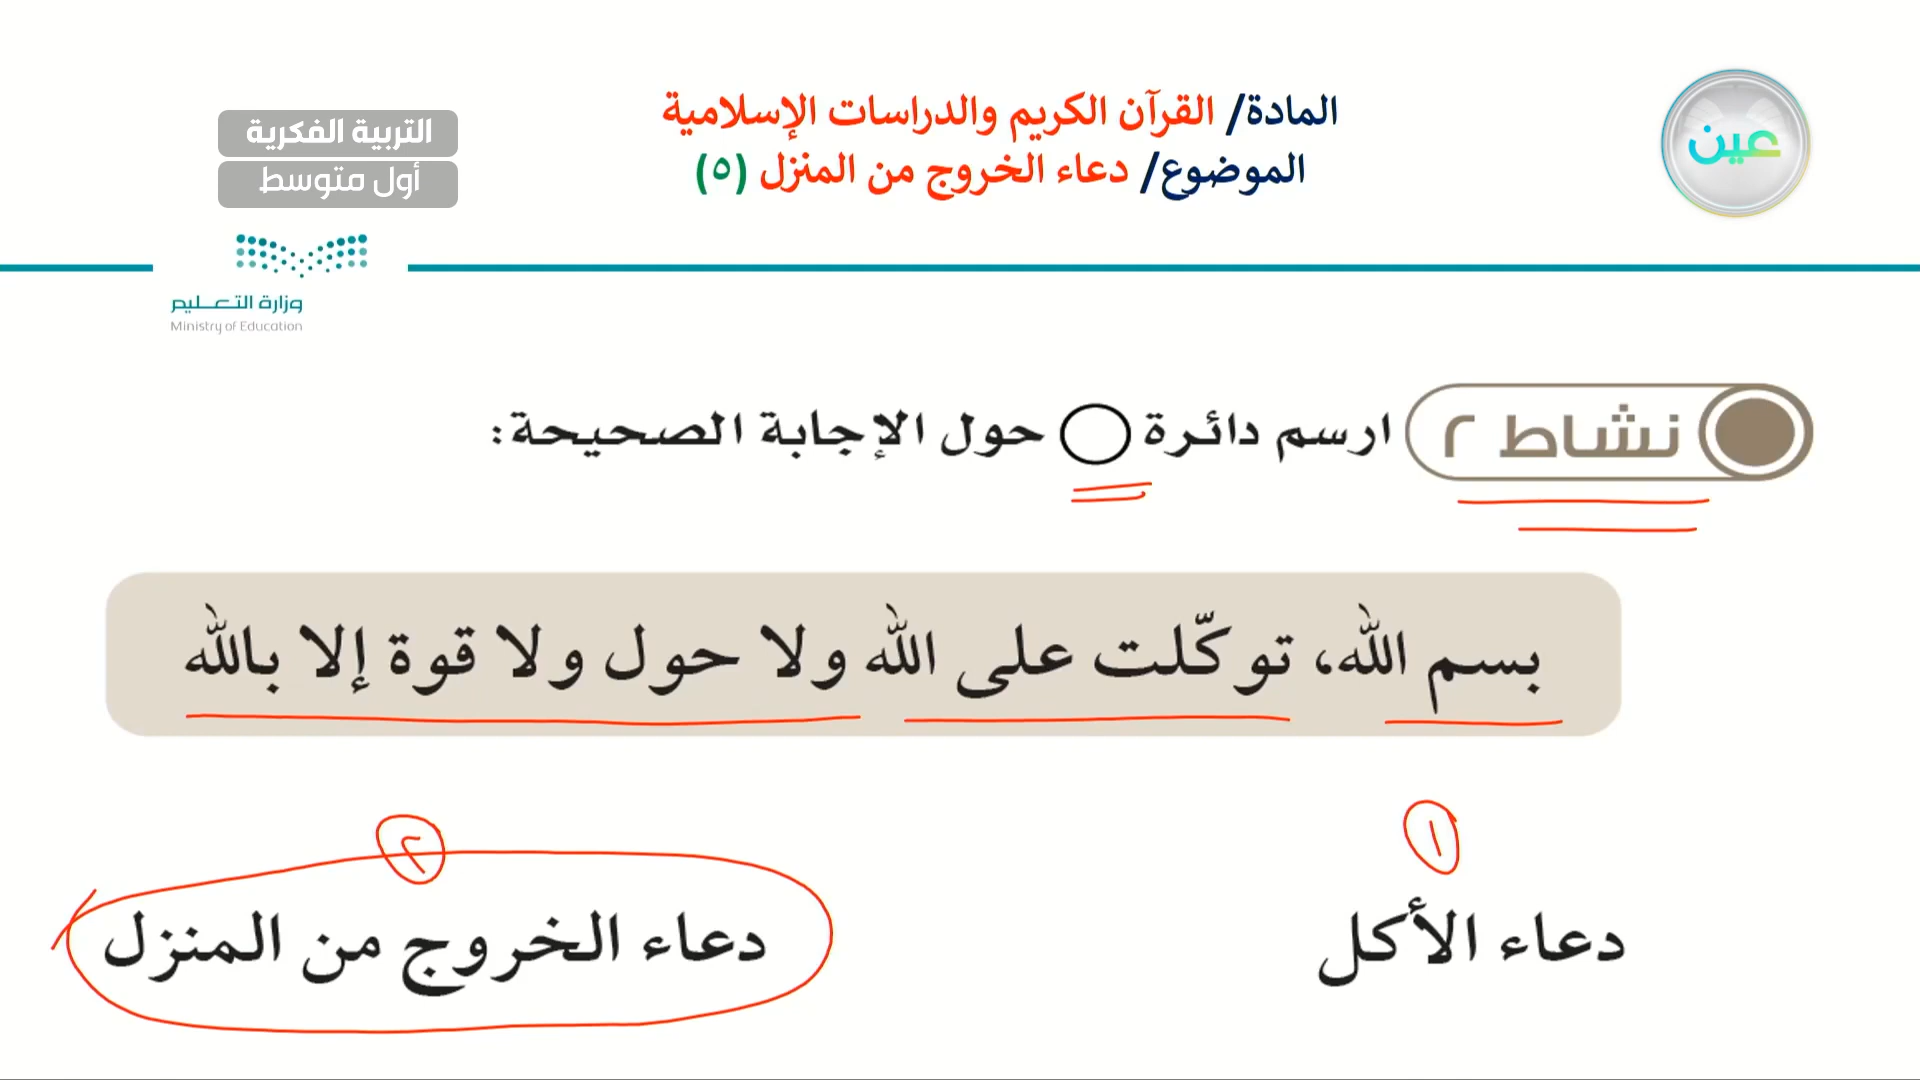 عين
المادة/ القرآن الكريم والدراسات الإسلامية
الموضوع/ دعاء الخروج من المنزل (٥)
التربية الفكرية
أول متوسط
وزارة التعليم
Ministry of Education
نشاط ٢ ارسم دائرة حول الإجابة الصحيحة:
بسم الله، توكّلت على الله ولا حول ولا قوة إلا بالله
١
دعاء الأكل
٢
دعاء الخروج من المنزل